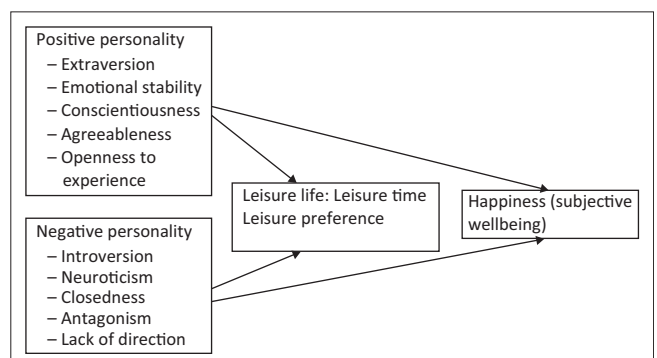 Positive personality
– Extraversion
– Emotional stability
– Conscientiousness
– Agreeableness
– Openness to
experience
Leisure life: Leisure time
Leisure preference
Happiness (subjective
wellbeing)
Negative personality
– Introversion
– Neuroticism
– Closedness
– Antagonism
– Lack of direction